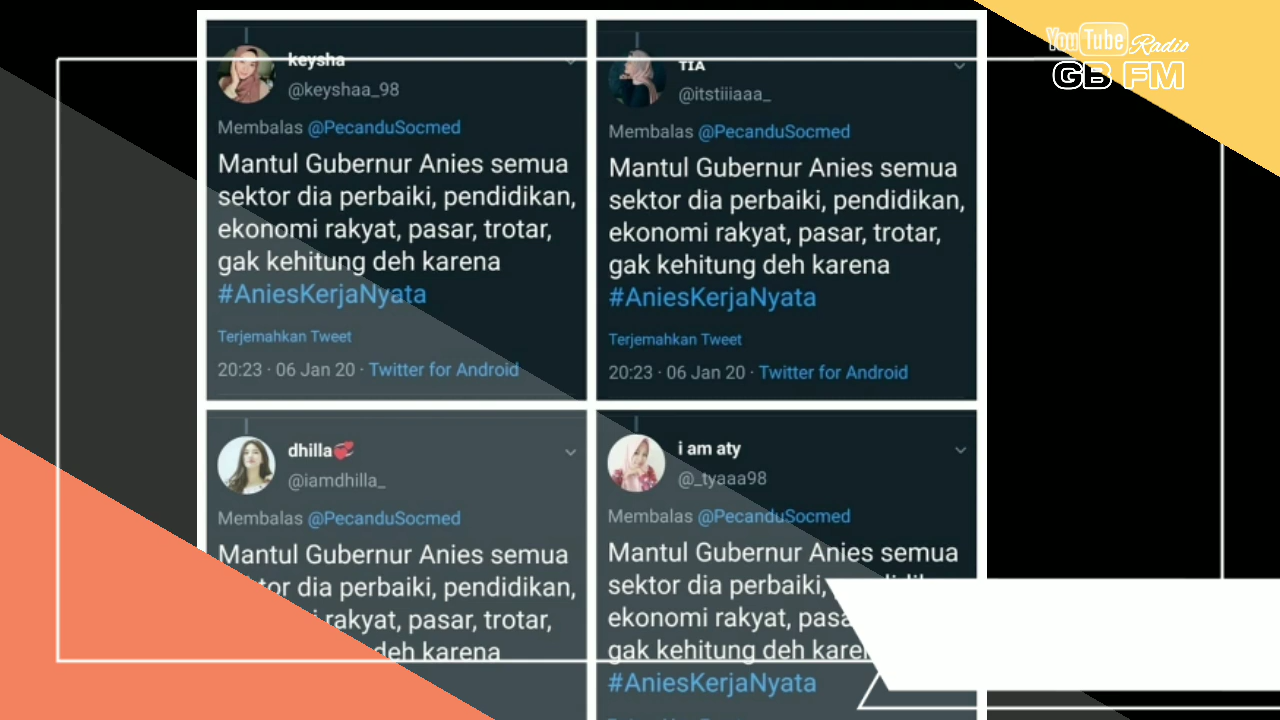 YouTube Radio
GB FM
keysha
@keyshaa_98
Membalas @PecanduSocmed
Mantul Gubernur Anies semua
sektor dia perbaiki, pendidikan,
ekonomi rakyat, pasar, trotar,
gak kehitung deh karena
#AniesKerjaNyata
Terjemahkan Tweet
20:23 · 06 Jan 20 · Twitter for Android
TIA
@itstiiiaaa_
Membalas @PecanduSocmed
Mantul Gubernur Anies semua
sektor dia perbaiki, pendidikan,
ekonomi rakyat, pasar, trotar,
gak kehitung deh karena
#AniesKerjaNyata
Terjemahkan Tweet
20:23 · 06 Jan 20 · Twitter for Android
dhilla💞
@iamdhilla_
Membalas @PecanduSocmed
Mantul Gubernur Anies semua
dia perbaiki, pendidikan,
rakyat, pasar, trotar,
deh karena
i am aty
@_tyaaa98
Membalas @PecanduSocmed
Mantul Gubernur Anies semua
sektor dia perbaiki,
ekonomi rakyat,
gak kehitung deh
#AniesKerjaNyata